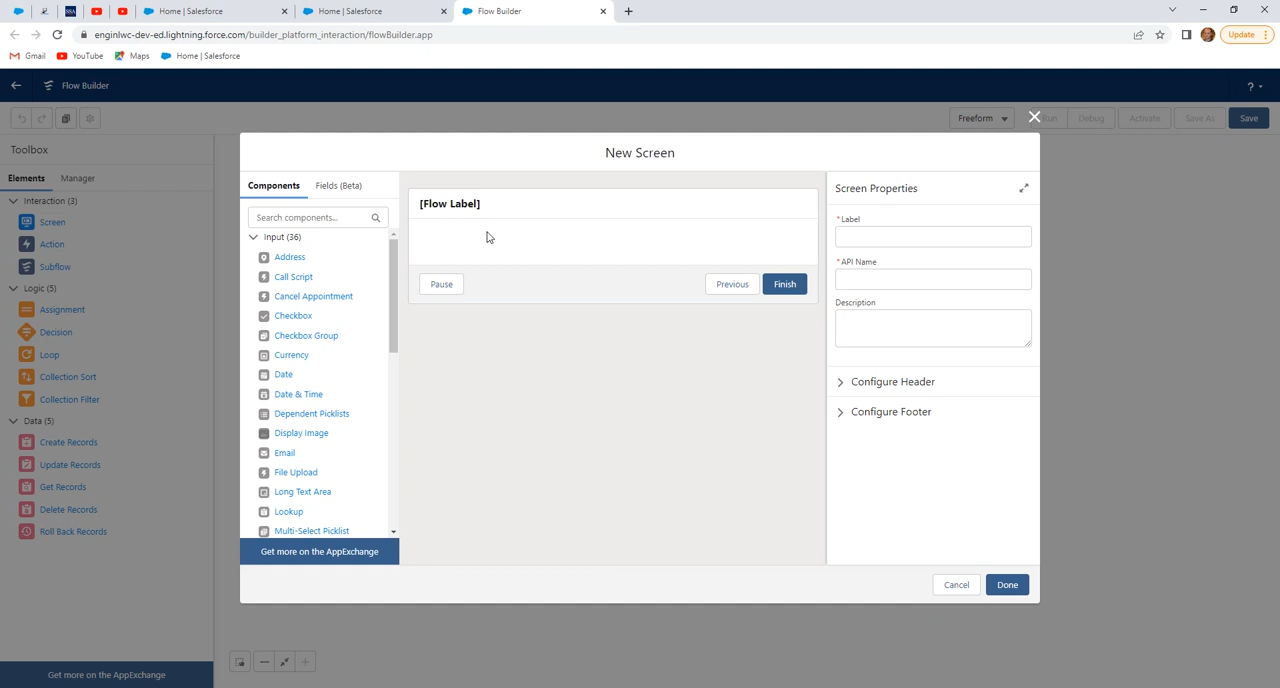 SSA
Home | Salesforce
Home | Salesforce
Flow Builder
enginlwc-dev-ed.lightning.force.com/builder_platform_interaction/flowBuilder.app
Update
Gmail
YouTube
Maps
Home | Salesforce
Flow Builder
?
Freeform
Run
Debug
Activate
Save As
Save
Toolbox
Elements
Manager
Interaction (3)
Screen
Action
Subflow
Logic (5)
Assignment
Decision
Loop
Collection Sort
Collection Filter
Data (5)
Create Records
Update Records
Get Records
Delete Records
Roll Back Records
Get more on the AppExchange
New Screen
Components
Fields (Beta)
Search components...
Input (36)
Address
Call Script
Cancel Appointment
Checkbox
Checkbox Group
Currency
Date
Date & Time
Dependent Picklists
Display Image
Email
File Upload
Long Text Area
Lookup
Multi-Select Picklist
Get more on the AppExchange
[Flow Label]
Pause
Previous
Finish
Screen Properties
* Label
* API Name
Description
Configure Header
Configure Footer
Cancel
Done